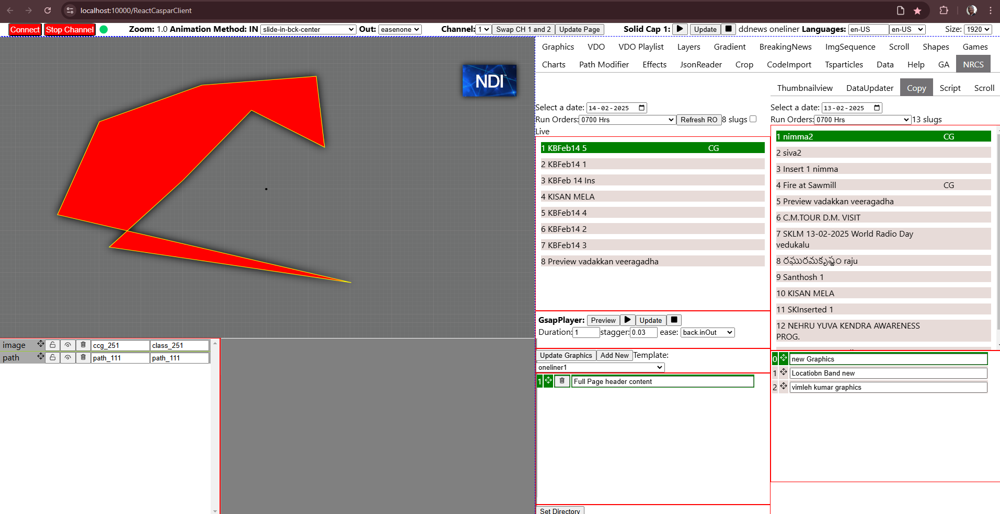 localhost:10000/ReactCasparClient
Connect Stop Channel Zoom: 1.0 Animation Method: IN slide-in-bck-center Out: easenone Channel: 1 Swap CH 1 and 2 Update Page Solid Cap 1: Update ddnews oneliner Languages: en-US en-US Size: 1920
Graphics VDO VDO Playlist Layers Gradient BreakingNews ImgSequence Scroll Shapes Games
Charts Path Modifier Effects JsonReader Crop CodeImport Tsparticles Data Help GA NRCS
NDI™
Select a date: 14-02-2025
Run Orders: 0700 Hrs Refresh RO 8 slugs
Live
1 KBFeb14 5 CG
2 KBFeb14 1
3 KBFeb 14 Ins
4 KISAN MELA
5 KBFeb14 4
6 KBFeb14 2
7 KBFeb14 3
8 Preview vadakkan veeragadha
GsapPlayer: Preview Update
Duration: 1 stagger: 0.03 ease: back.inOut
Update Graphics Add New Template:
oneliner1
1 Full Page header content
Set Directory
Thumbnailview DataUpdater Copy Script Scroll
Select a date: 13-02-2025
Run Orders: 0700 Hrs 13 slugs
1 nimma2 CG
2 siva2
3 Insert 1 nimma
4 Fire at Sawmill CG
5 Preview vadakkan veeragadha
6 C.M.TOUR D.M. VISIT
7 SKLM 13-02-2025 World Radio Day
vedukalu
8 రఘురమకృష్ణం raju
9 Santhosh 1
10 KISAN MELA
11 SKInserted 1
12 NEHRU YUVA KENDRA AWARENESS
PROG.
0 new Graphics
1 Locatiobn Band new
2 vimleh kumar graphics
image ccg_251 class_251
path path_111 path_111